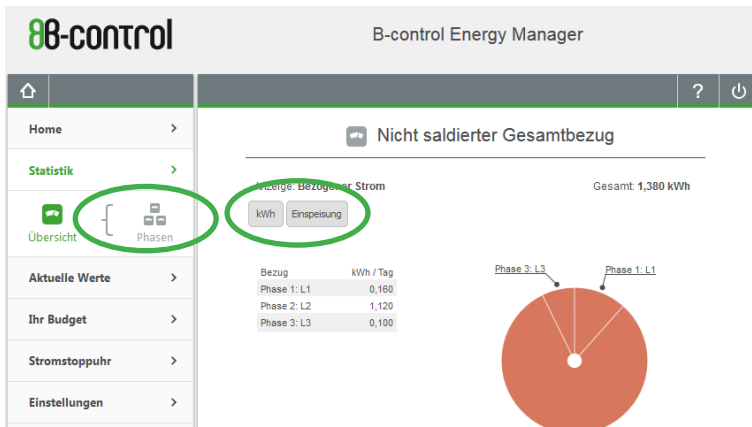 B-control
B-control Energy Manager
?
Home
Nicht saldierter Gesamtbezug
Statistik
Anzeige: Bezogener Strom
Gesamt: 1,380 kWh
kWh
Einspeisung
Übersicht
Phasen
Bezug kWh / Tag
Phase 1: L1 0,160
Phase 2: L2 1,120
Phase 3: L3 0,100
Phase 3: L3
Phase 1: L1
Aktuelle Werte
Ihr Budget
Stromstoppuhr
Einstellungen